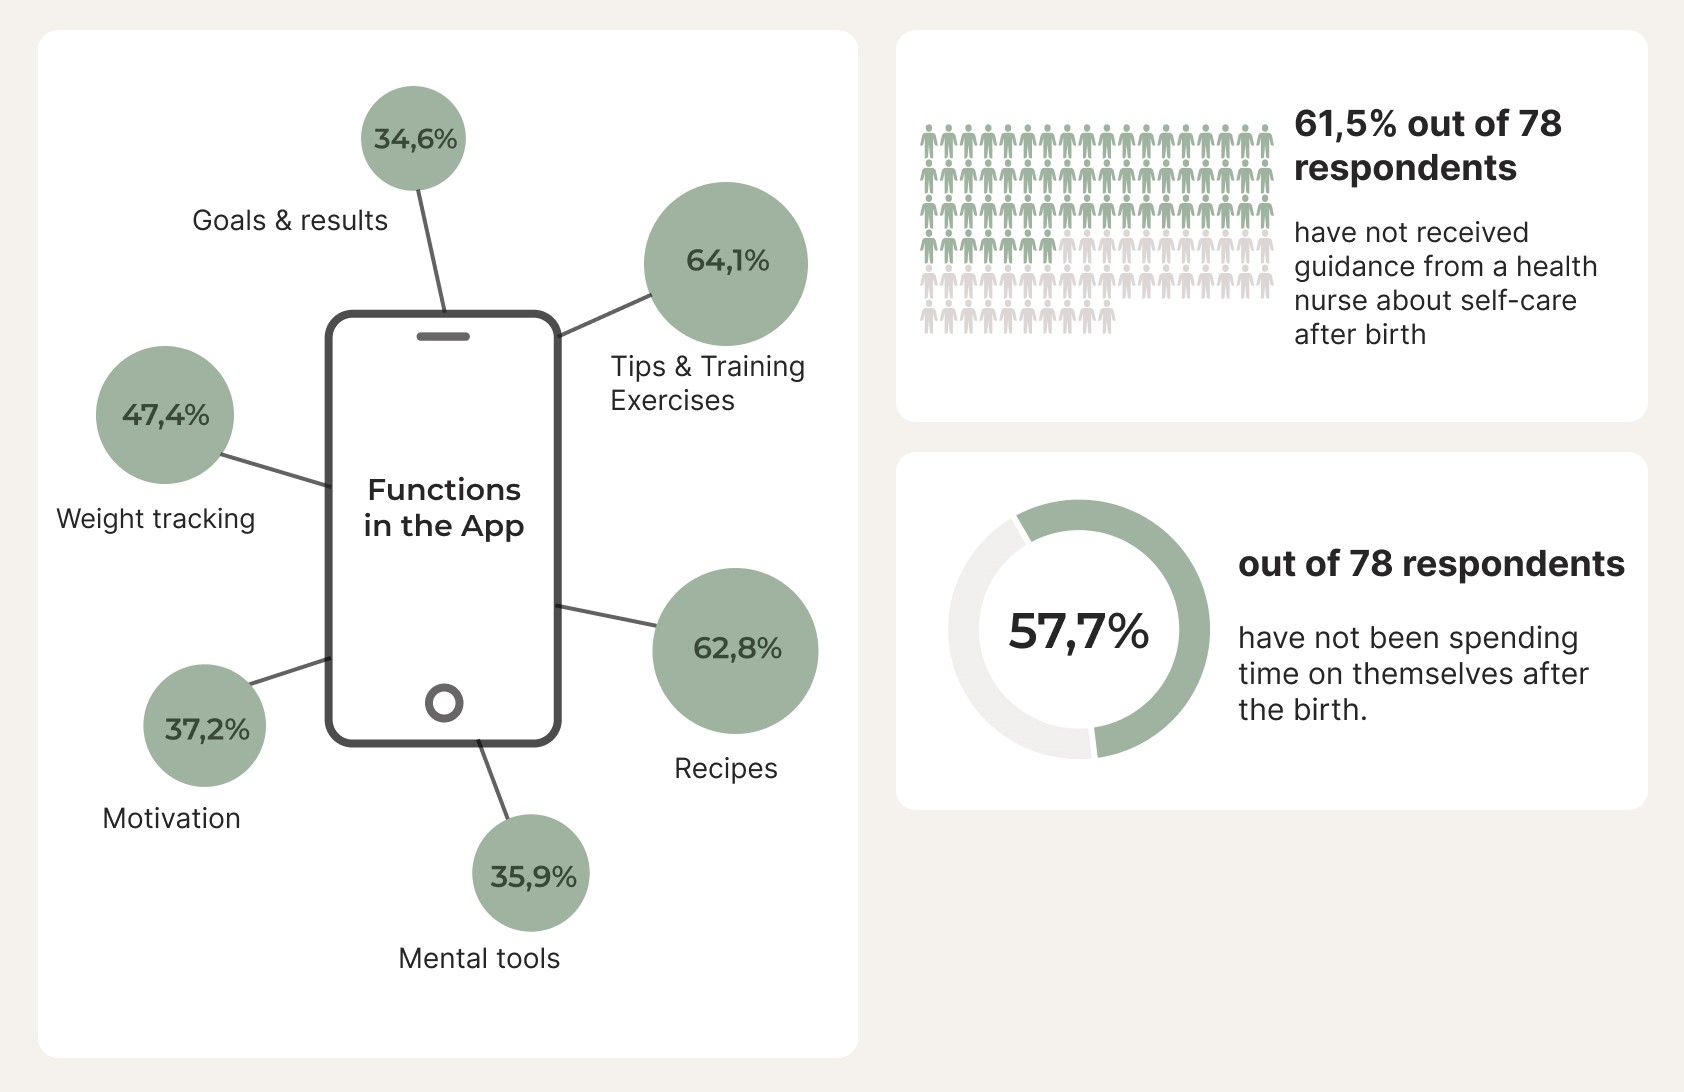 34,6%
Goals & results
64,1%
Tips & Training
Exercises
47,4%
Weight tracking
Functions
in the App
62,8%
Recipes
37,2%
Motivation
35,9%
Mental tools
61,5% out of 78
respondents
have not received
guidance from a health
nurse about self-care
after birth
57,7%
out of 78 respondents
have not been spending
time on themselves after
the birth.